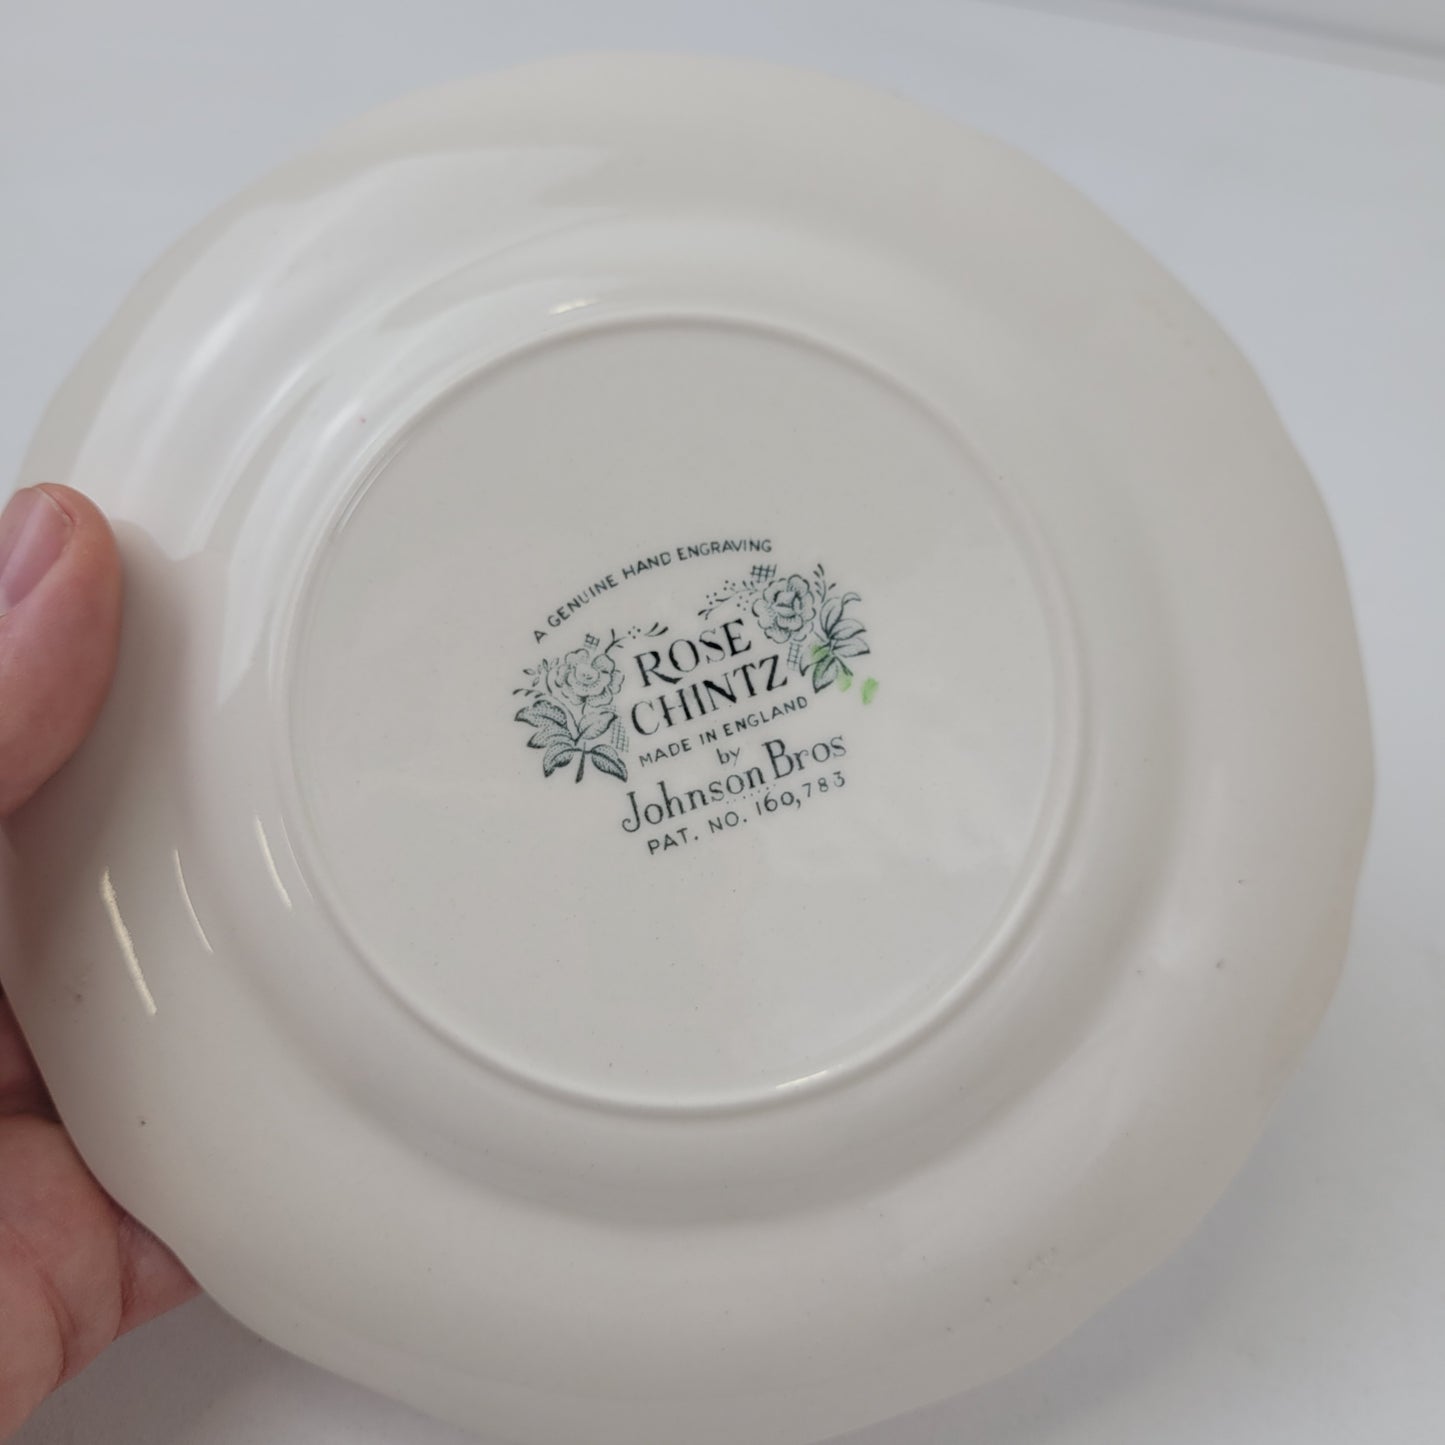 A GENUINE HAND ENGRAVING
ROSE
CHINTZ
MADE IN ENGLAND
by
Johnson Bros
PAT. NO. 160,783